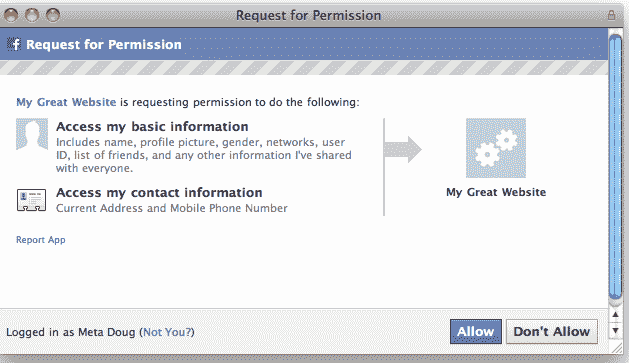 Request for Permission
f Request for Permission
My Great Website is requesting permission to do the following:
Access my basic information
Includes name, profile picture, gender, networks, user
ID, list of friends, and any other information I've shared
with everyone.
Access my contact information
Current Address and Mobile Phone Number
My Great Website
Report App
Logged in as Meta Doug (Not You?)
Allow
Don't Allow